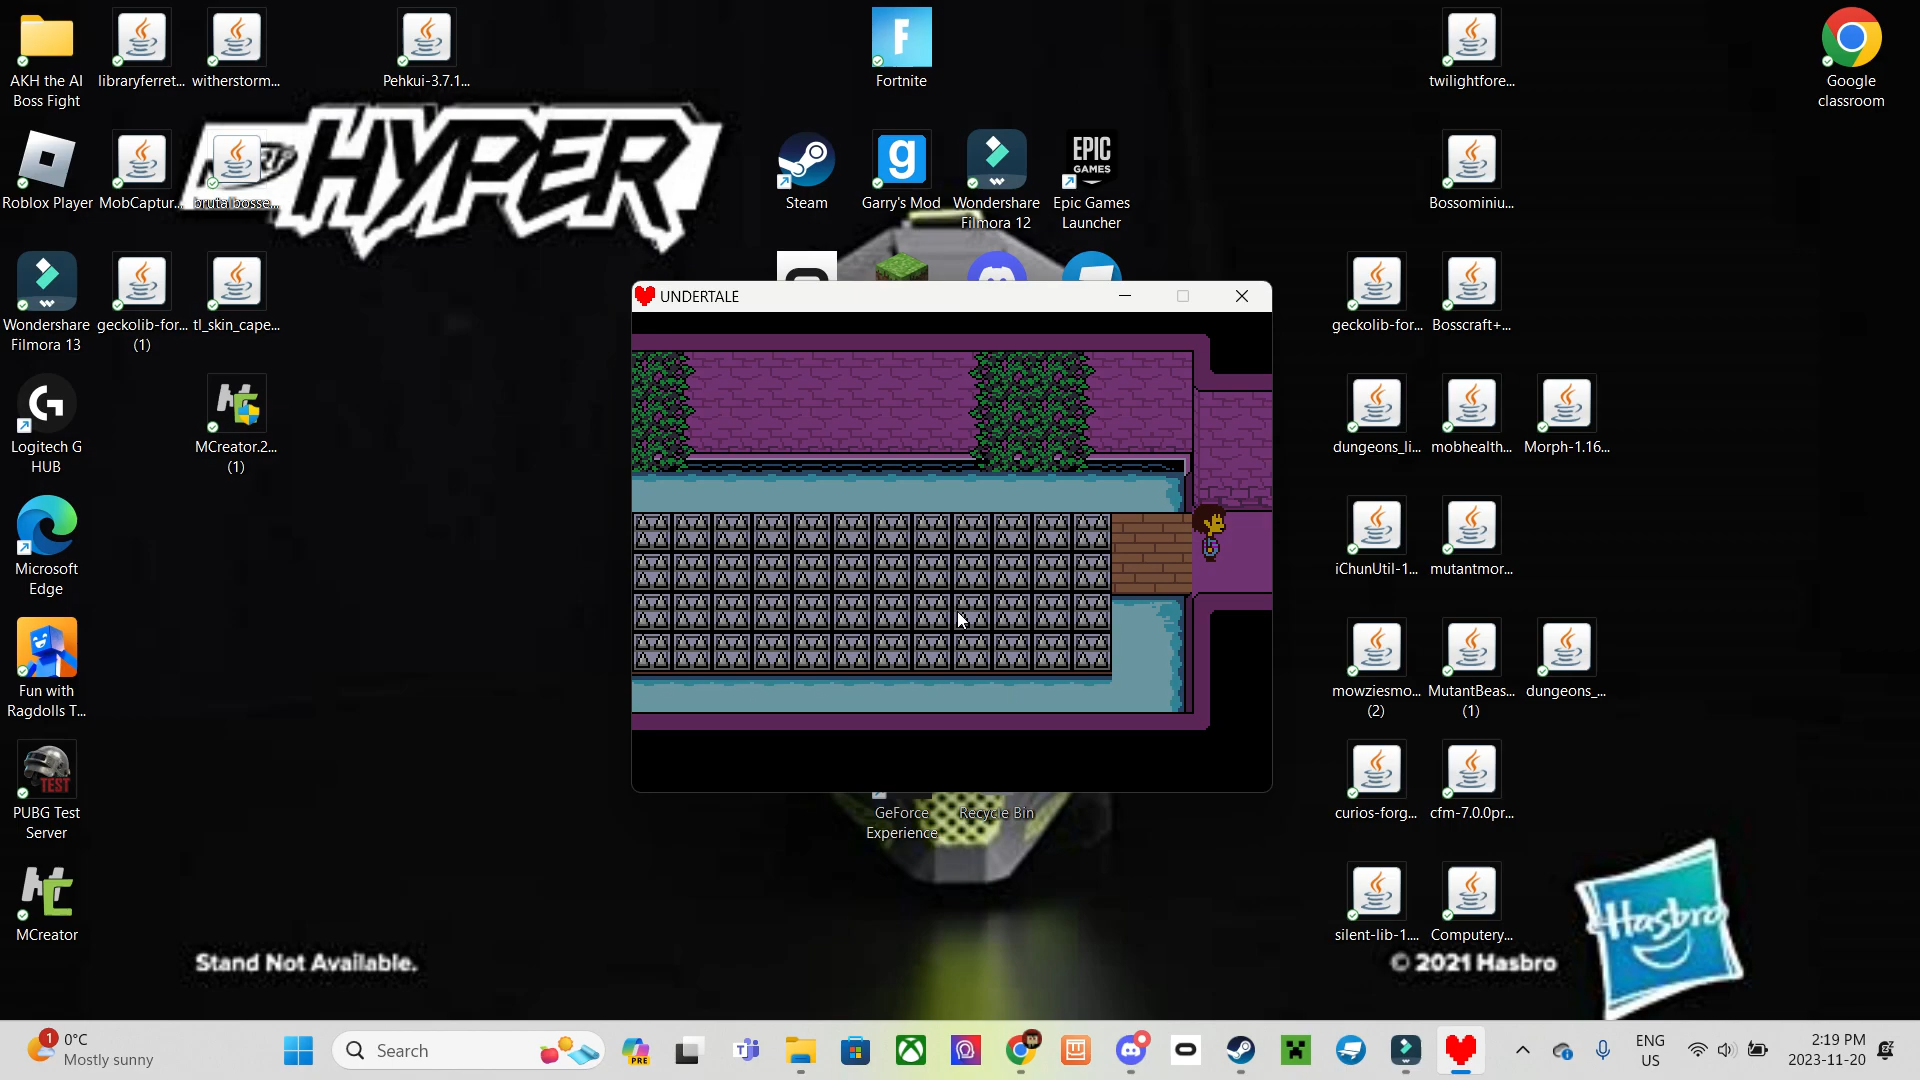 AKH the AI
Boss Fight
libraryferret...
witherstorm...
Pehkui-3.7.1...
Fortnite
twilightfore...
Google
classroom
HYPER
Roblox Player
MobCaptur...
brutalbosse...
Steam
Garry's Mod
Wondershare
Filmora 12
EPIC
GAMES
Epic Games
Launcher
Bossominiu...
UNDERTALE
Wondershare
Filmora 13
geckolib-for...
(1)
tl_skin_cape...
geckolib-for...
Bosscraft+...
Logitech G
HUB
MCreator.2...
(1)
dungeons_li...
mobhealth...
Morph-1.16...
Microsoft
Edge
iChunUtil-1...
mutantmor...
Fun with
Ragdolls T...
mowziesmo...
(2)
MutantBeas...
(1)
dungeons_...
TEST
PUBG Test
Server
GeForce
Experience
Recycle Bin
curios-forg...
cfm-7.0.0pr...
MCreator
silent-lib-1....
Computery...
Hasbro
Stand Not Available.
© 2021 Hasbro
1
0°C
Mostly sunny
Search
PRE
ENG
US
2:19 PM
2023-11-20